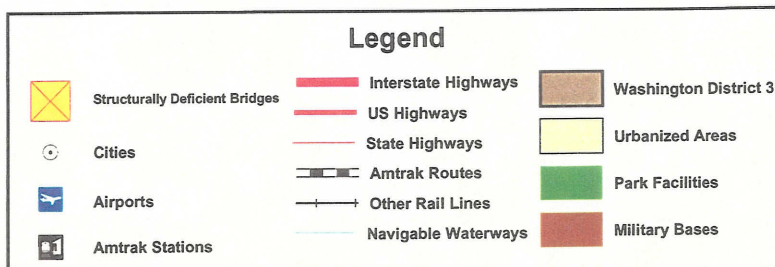 Legend
Structurally Deficient Bridges
Cities
Airports
Amtrak Stations
Interstate Highways
US Highways
State Highways
Amtrak Routes
Other Rail Lines
Navigable Waterways
Washington District 3
Urbanized Areas
Park Facilities
Military Bases